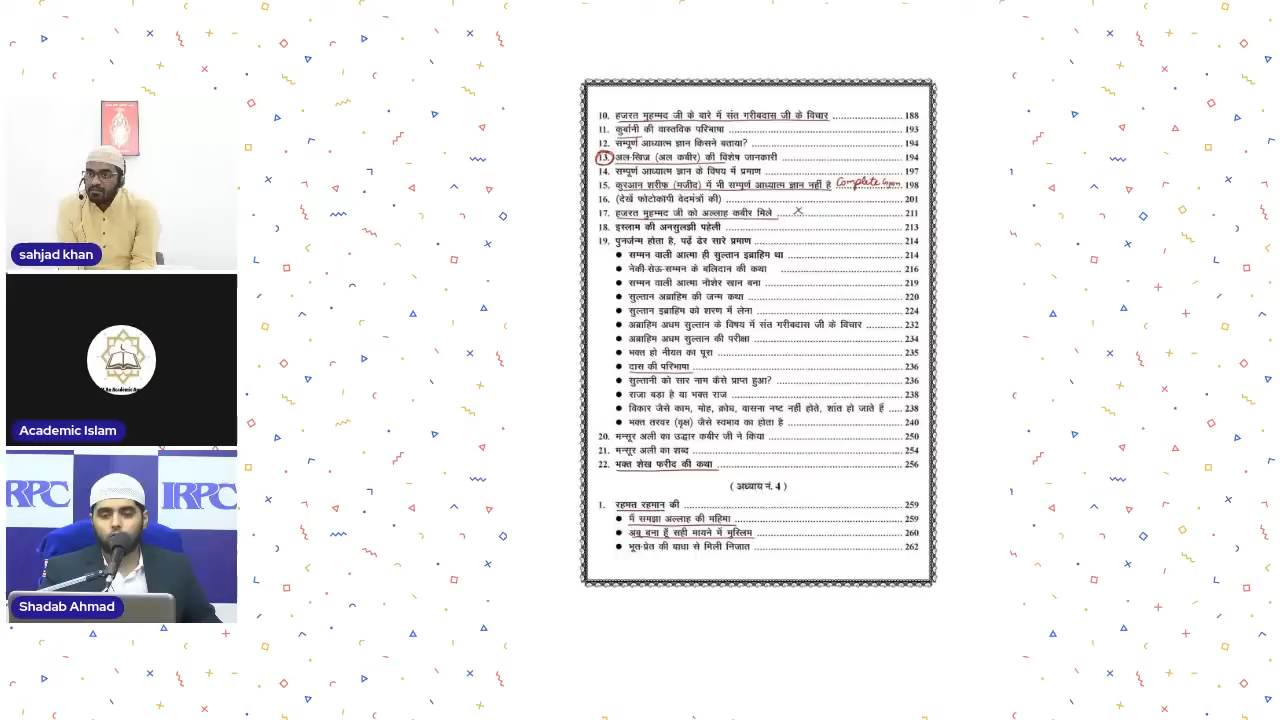 sahjad khan
Academic Islam
IRPC
IRPC
Shadab Ahmad
10. हजरत मुहम्मद जी के बारे में संत गरीबदास जी के विचार 188
11. कुर्बानी की वास्तविक परिभाषा 193
12. सम्पूर्ण आध्यात्म ज्ञान किसने बताया? 194
13. अल-खिज्र (अल कबीर) की विशेष जानकारी 194
14. सम्पूर्ण आध्यात्म ज्ञान के विषय में प्रमाण 197
15. कुरआन शरीफ (मजीद) में भी सम्पूर्ण आध्यात्म ज्ञान नहीं है Complete 198
16. (देखें फोटोकॉपी वेदमंत्रों की) 201
17. हजरत मुहम्मद जी को अल्लाह कबीर मिले 211
18. इस्लाम की अनसुलझी पहेली 213
19. पुनर्जन्म होता है, पढ़ें ढेर सारे प्रमाण 214
● सम्मन वाली आत्मा ही सुल्तान इब्राहिम था 214
● नेकी-सेऊ-सम्मन के बलिदान की कथा 216
● सम्मन वाली आत्मा नौशेर खान बना 219
● सुल्तान अब्राहिम की जन्म कथा 220
● सुल्तान इब्राहिम को शरण में लेना 224
● अब्राहिम अधम सुल्तान के विषय में संत गरीबदास जी के विचार 232
● अब्राहिम अधम सुल्तान की परीक्षा 234
● भक्त हो नीयत का पूरा 235
● दास की परिभाषा 236
● सुल्तानी को सार नाम कैसे प्राप्त हुआ? 236
● राजा बड़ा है या भक्त राज 238
● विकार जैसे काम, मोह, क्रोध, वासना नष्ट नहीं होते, शांत हो जाते हैं 238
● भक्त तरवर (वृक्ष) जैसे स्वभाव का होता है 240
20. मन्सूर अली का उद्धार कबीर जी ने किया 250
21. मन्सूर अली का शब्द 254
22. भक्त शेख फरीद की कथा 256
( अध्याय नं. 4 )
1. रहमत रहमान की 259
● मैं समझा अल्लाह की महिमा 259
● अब बना हूँ सही मायने में मुस्लिम 260
● भूत-प्रेत की बाधा से मिली निजात 262